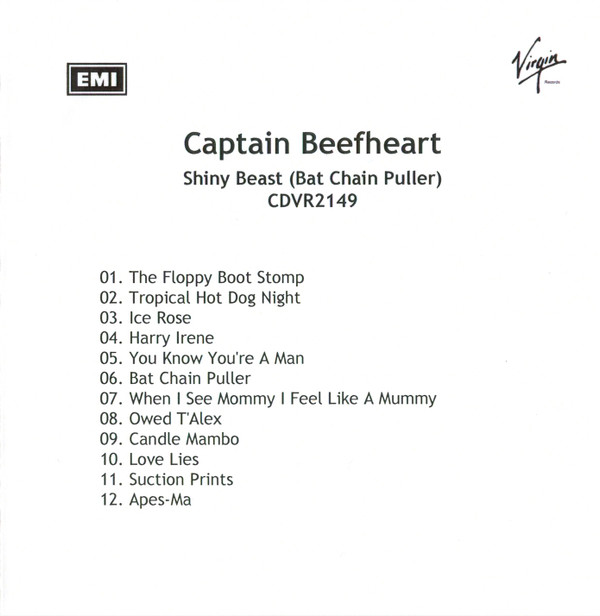 EMI
Virgin
Records
Captain Beefheart
Shiny Beast (Bat Chain Puller)
CDVR2149
01. The Floppy Boot Stomp
02. Tropical Hot Dog Night
03. Ice Rose
04. Harry Irene
05. You Know You're A Man
06. Bat Chain Puller
07. When I See Mommy I Feel Like A Mummy
08. Owed T'Alex
09. Candle Mambo
10. Love Lies
11. Suction Prints
12. Apes-Ma